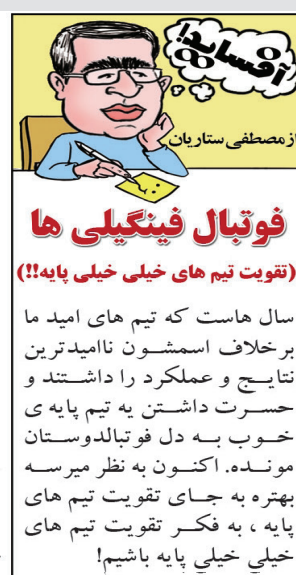 آفساید!
از مصطفی ستاریان
فوتبال فینگیلی ها
(تقویت تیم های خیلی خیلی پایه!!)
سال هاست که تیم های امید ما
برخلاف اسمشون ناامیدترین
نتایج و عملکرد را داشتند و
حسرت داشتن یه تیم پایه ی
خوب به دل فوتبالدوستان
مونده. اکنون به نظر میرسه
بهتره به جای تقویت تیم های
پایه ، به فکر تقویت تیم های
خیلی خیلی پایه باشیم!